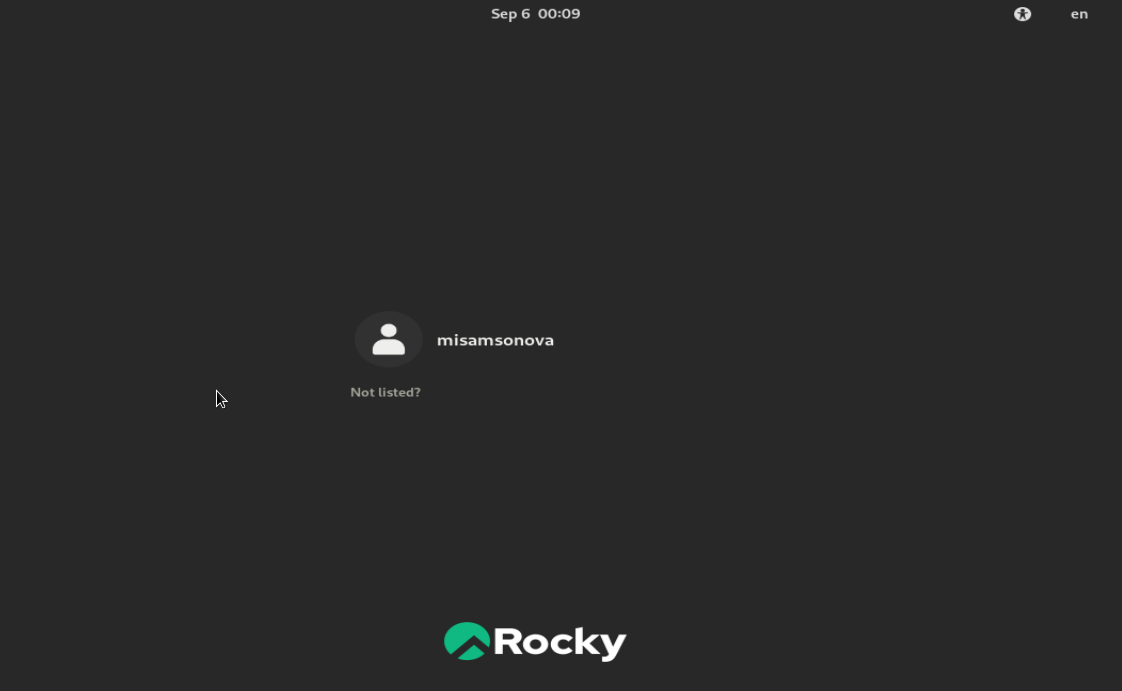 Sep 6 00:09
en
misamsonova
Not listed?
Rocky